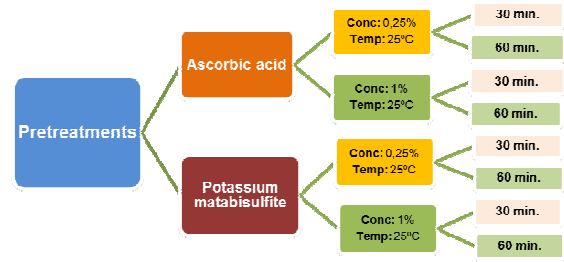 Pretreatments
Ascorbic acid
Conc: 0,25%
Temp: 25ºC
30 min.
60 min.
Conc: 1%
Temp: 25ºC
30 min.
60 min.
Potassium
matabisulfite
Conc: 0,25%
Temp: 25ºC
30 min.
60 min.
Conc: 1%
Temp: 25ºC
30 min.
60 min.